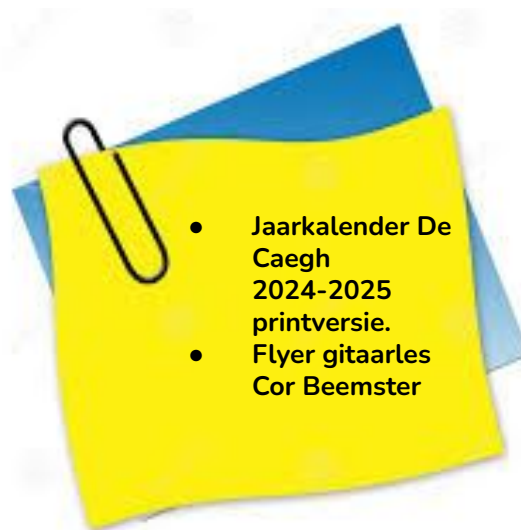 ● Jaarkalender De
Caegh
2024-2025
printversie.
● Flyer gitaarles
Cor Beemster